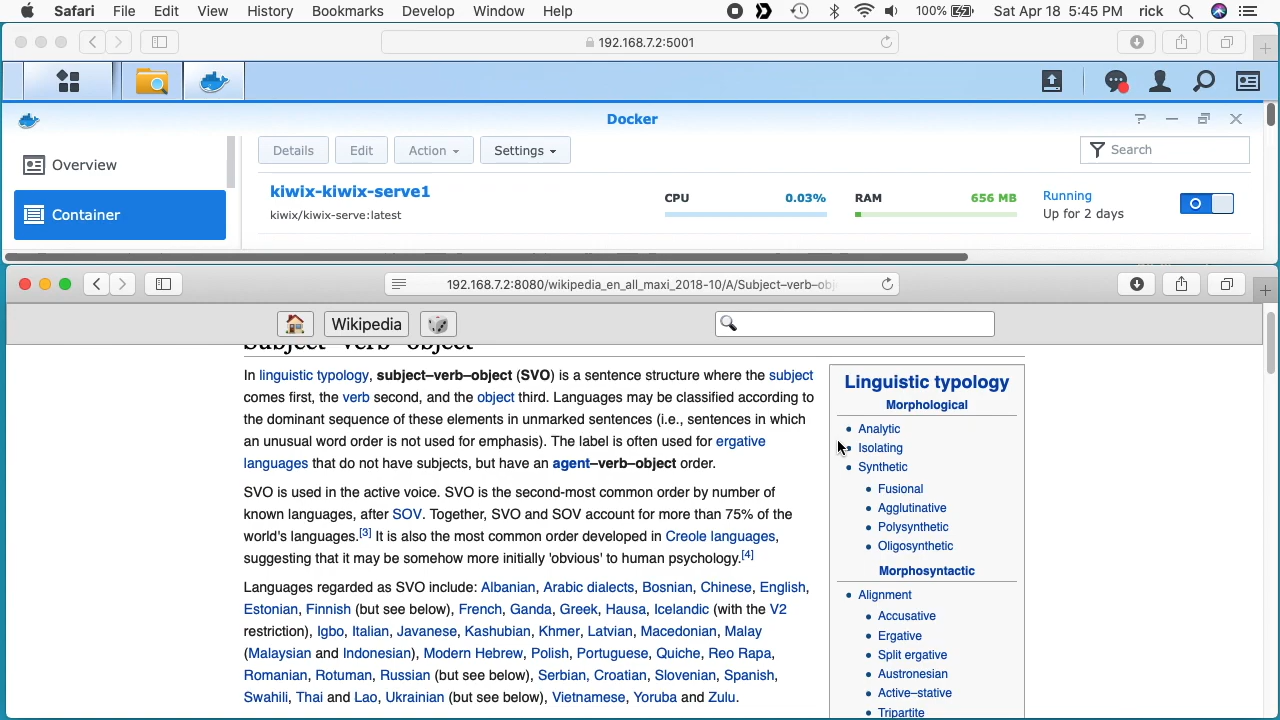 Safari File Edit View History Bookmarks Develop Window Help 100% Sat Apr 18 5:45 PM rick
192.168.7.2:5001
Docker
Overview
Container
Details Edit Action Settings Search
kiwix-kiwix-serve1
kiwix/kiwix-serve:latest
CPU 0.03% RAM 656 MB
Running
Up for 2 days
192.168.7.2:8080/wikipedia_en_all_maxi_2018-10/A/Subject–verb–obj
Wikipedia
Subject–verb–object
In linguistic typology, subject–verb–object (SVO) is a sentence structure where the subject
comes first, the verb second, and the object third. Languages may be classified according to
the dominant sequence of these elements in unmarked sentences (i.e., sentences in which
an unusual word order is not used for emphasis). The label is often used for ergative
languages that do not have subjects, but have an agent–verb–object order.
SVO is used in the active voice. SVO is the second-most common order by number of
known languages, after SOV. Together, SVO and SOV account for more than 75% of the
world's languages.[3] It is also the most common order developed in Creole languages,
suggesting that it may be somehow more initially 'obvious' to human psychology.[4]
Languages regarded as SVO include: Albanian, Arabic dialects, Bosnian, Chinese, English,
Estonian, Finnish (but see below), French, Ganda, Greek, Hausa, Icelandic (with the V2
restriction), Igbo, Italian, Javanese, Kashubian, Khmer, Latvian, Macedonian, Malay
(Malaysian and Indonesian), Modern Hebrew, Polish, Portuguese, Quiche, Reo Rapa,
Romanian, Rotuman, Russian (but see below), Serbian, Croatian, Slovenian, Spanish,
Swahili, Thai and Lao, Ukrainian (but see below), Vietnamese, Yoruba and Zulu.
Linguistic typology
Morphological
Analytic
Isolating
Synthetic
Fusional
Agglutinative
Polysynthetic
Oligosynthetic
Morphosyntactic
Alignment
Accusative
Ergative
Split ergative
Austronesian
Active–stative
Tripartite